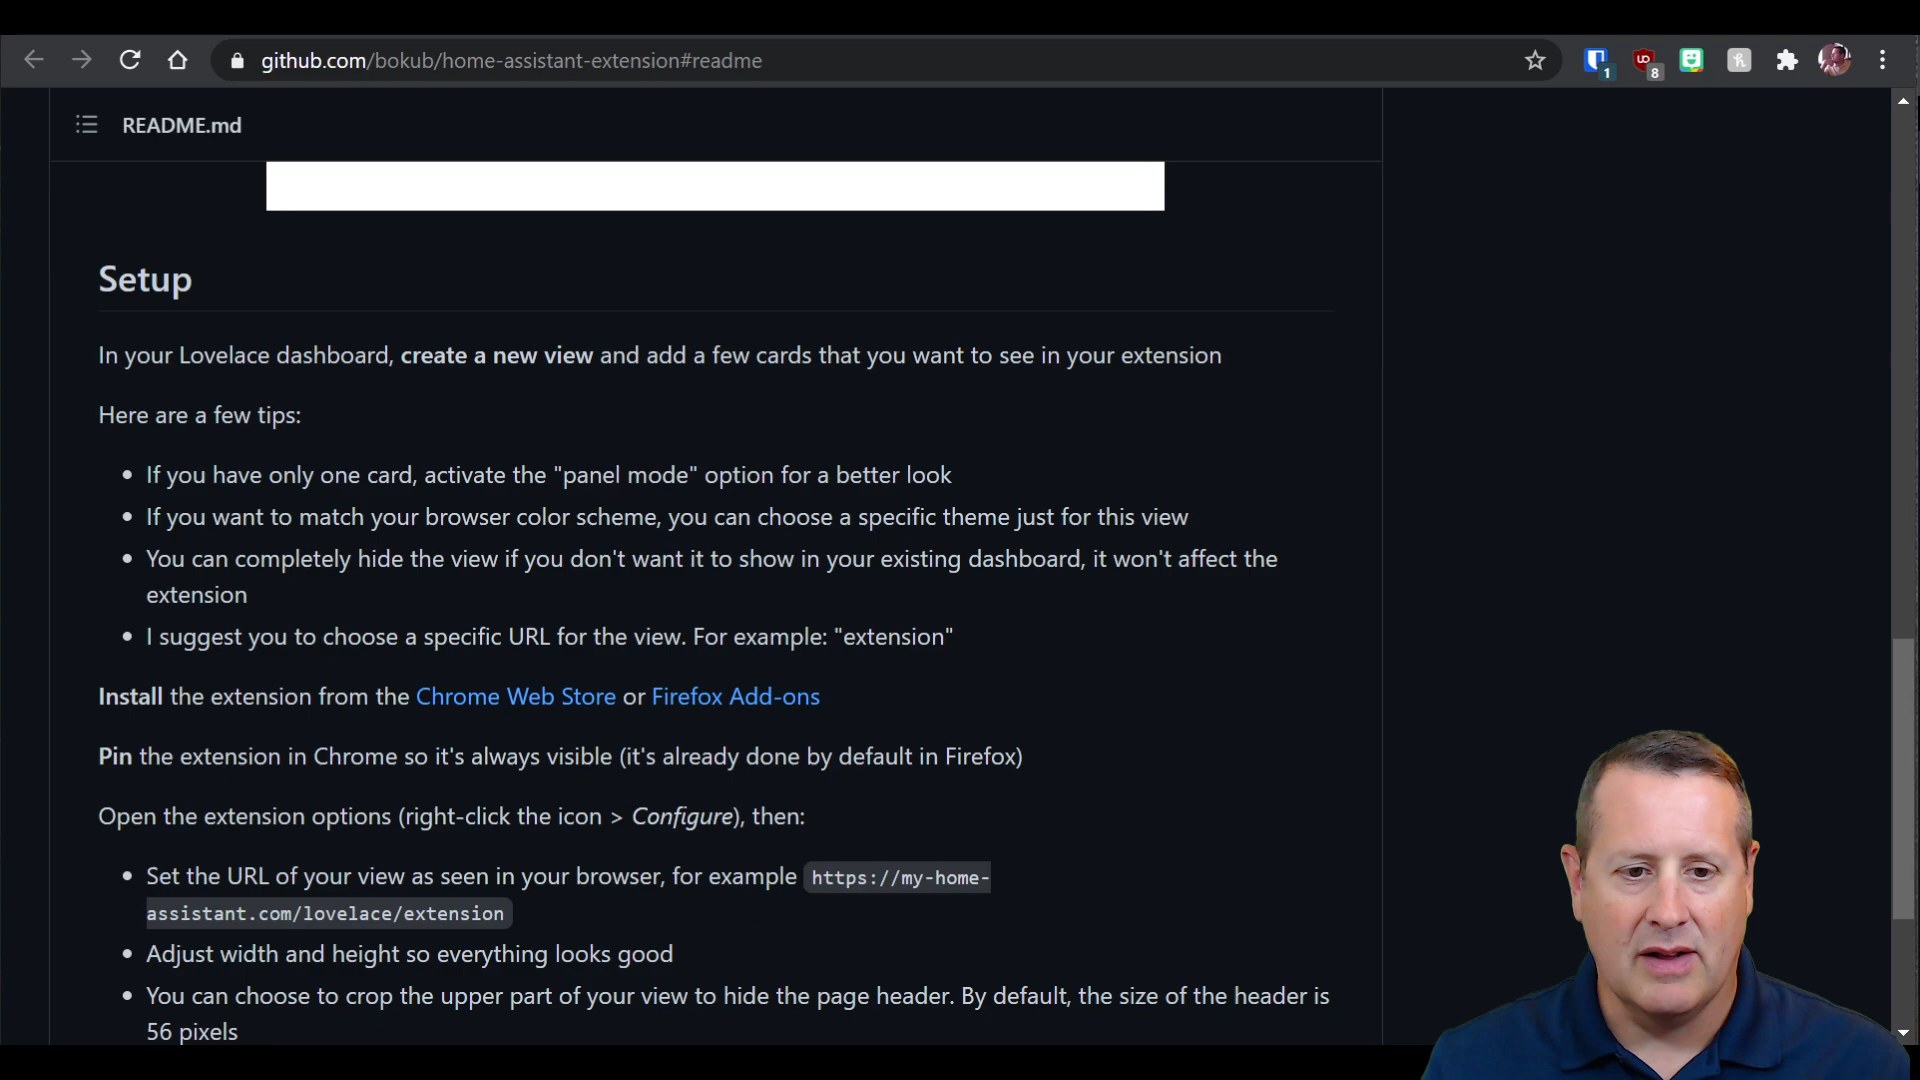 github.com/bokub/home-assistant-extension#readme
1
8
README.md
Setup
In your Lovelace dashboard, create a new view and add a few cards that you want to see in your extension
Here are a few tips:
If you have only one card, activate the "panel mode" option for a better look
If you want to match your browser color scheme, you can choose a specific theme just for this view
You can completely hide the view if you don't want it to show in your existing dashboard, it won't affect the
extension
I suggest you to choose a specific URL for the view. For example: "extension"
Install the extension from the Chrome Web Store or Firefox Add-ons
Pin the extension in Chrome so it's always visible (it's already done by default in Firefox)
Open the extension options (right-click the icon > Configure), then:
Set the URL of your view as seen in your browser, for example https://my-home-
assistant.com/lovelace/extension
Adjust width and height so everything looks good
You can choose to crop the upper part of your view to hide the page header. By default, the size of the header is
56 pixels